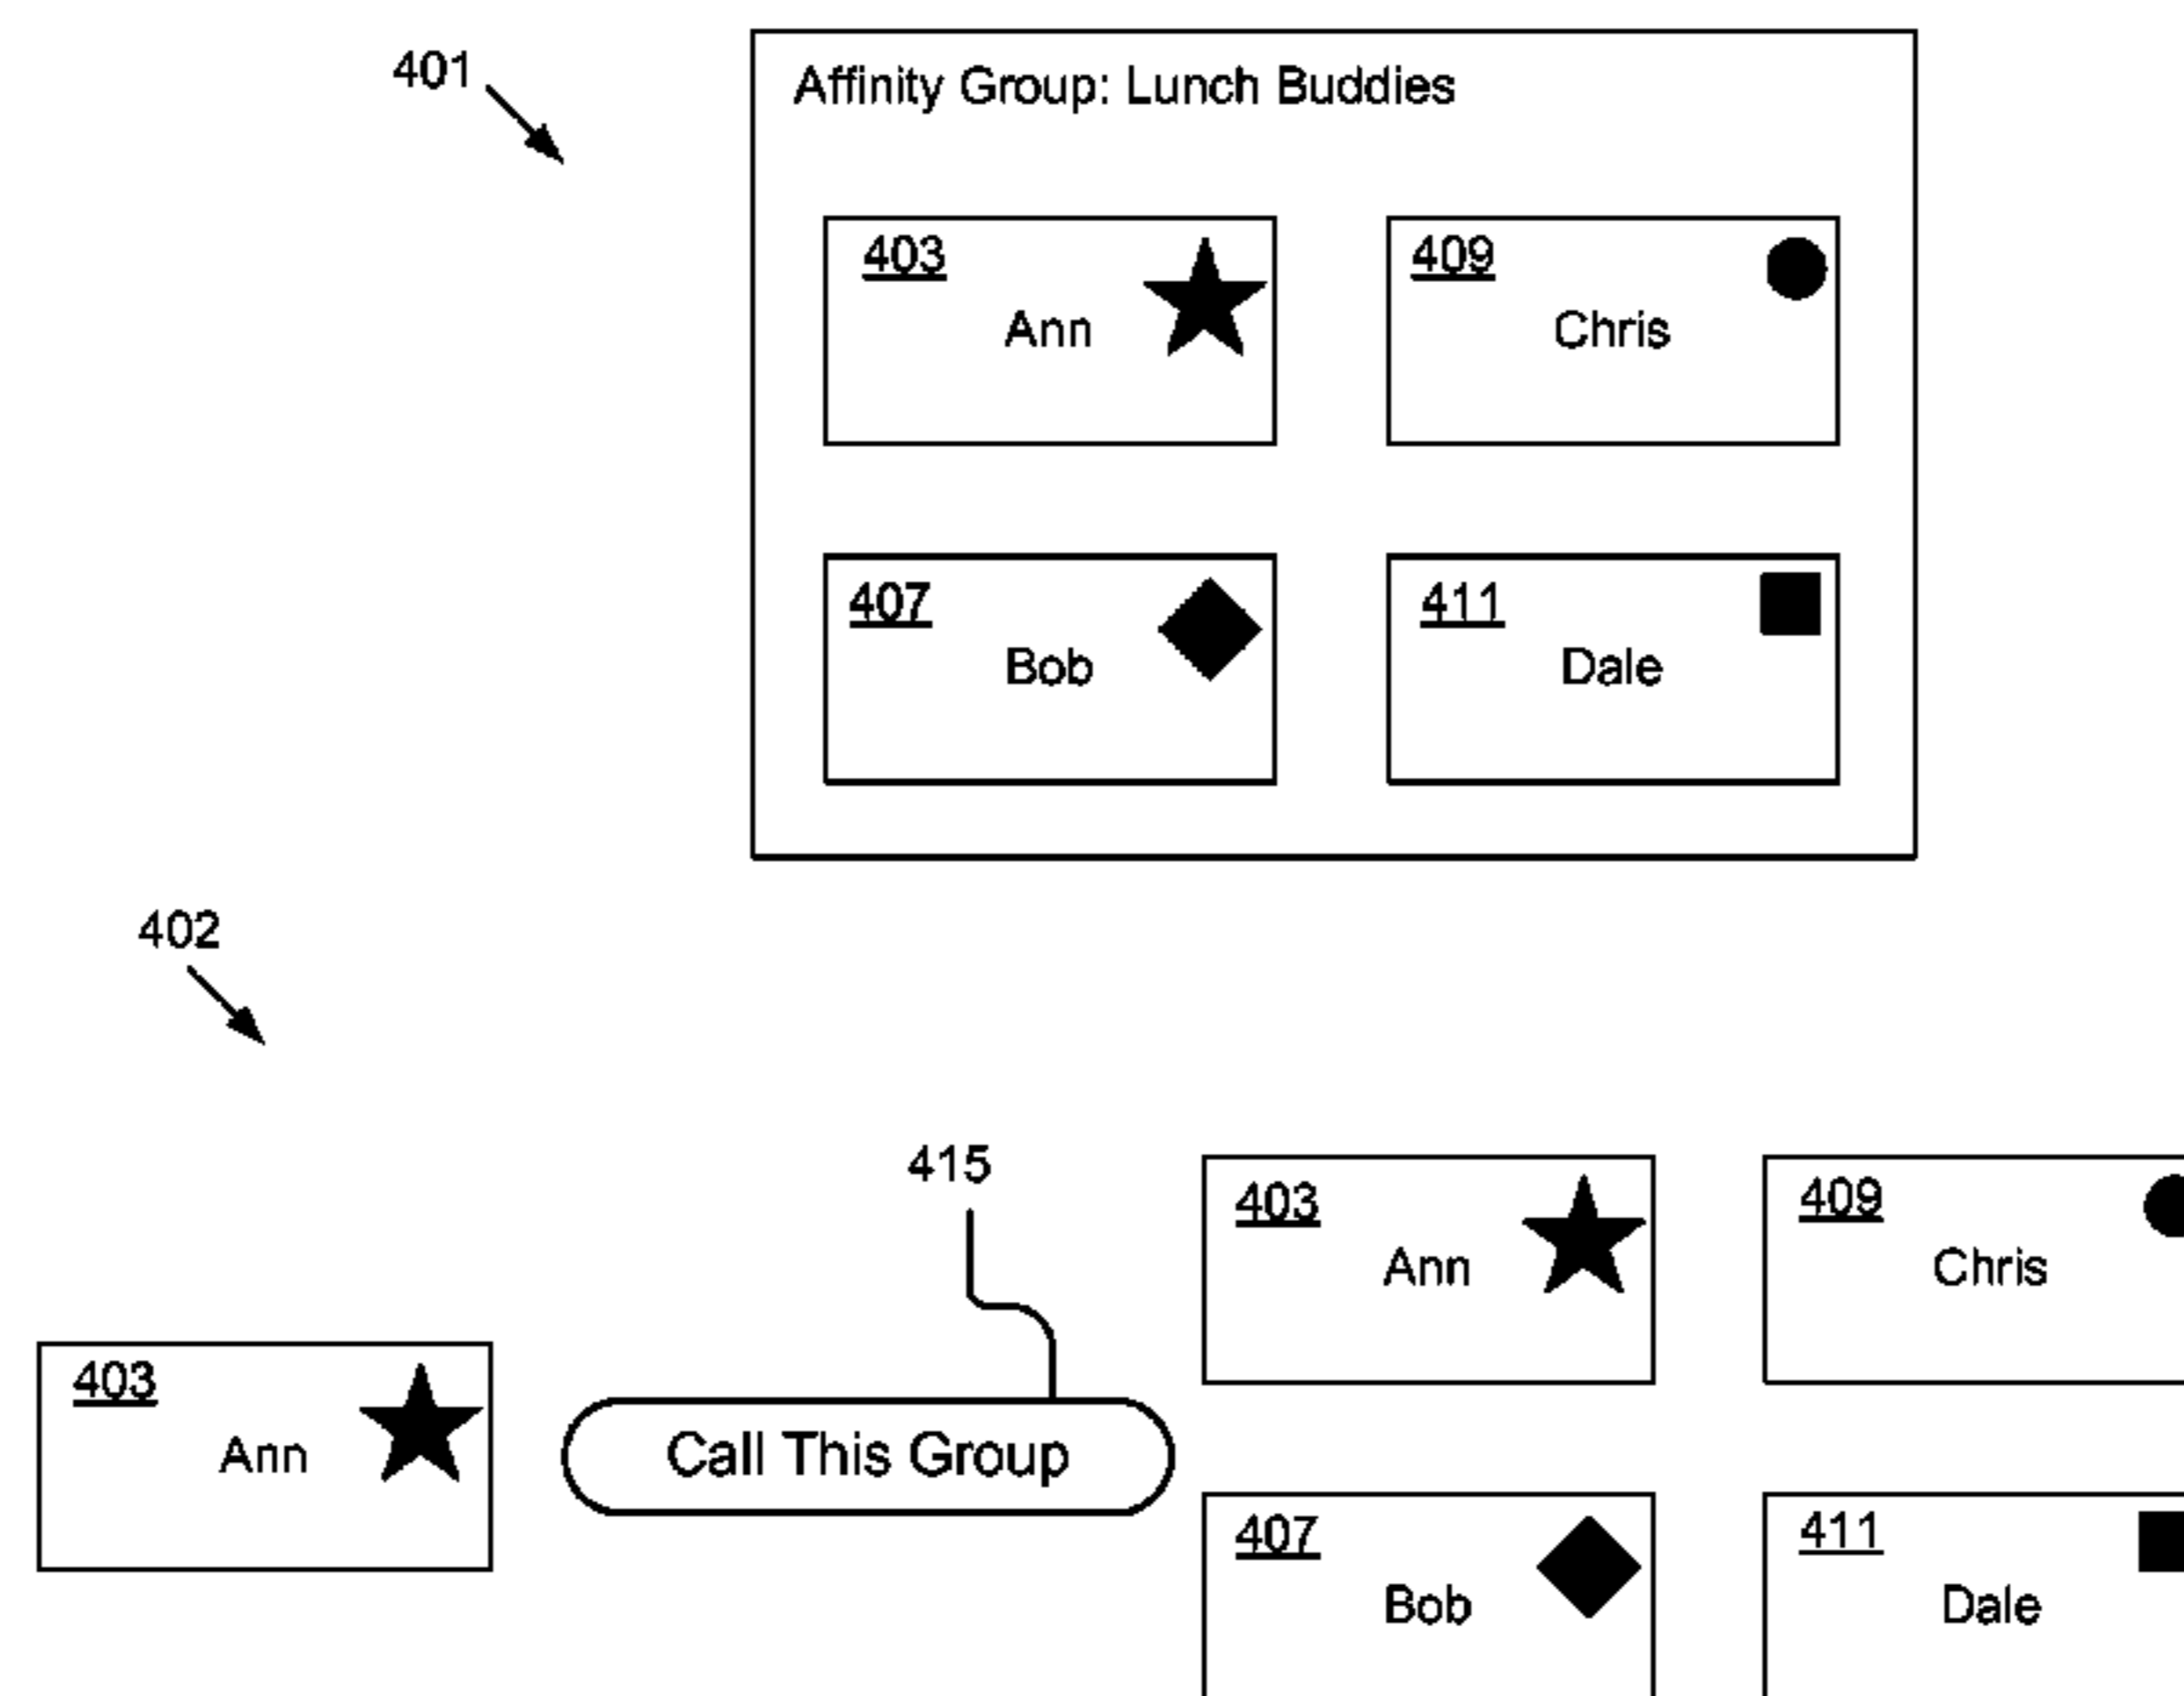 401
Affinity Group: Lunch Buddies
403
Ann
409
Chris
407
Bob
411
Dale
402
415
403
Ann
409
Chris
403
Ann
Call This Group
407
Bob
411
Dale